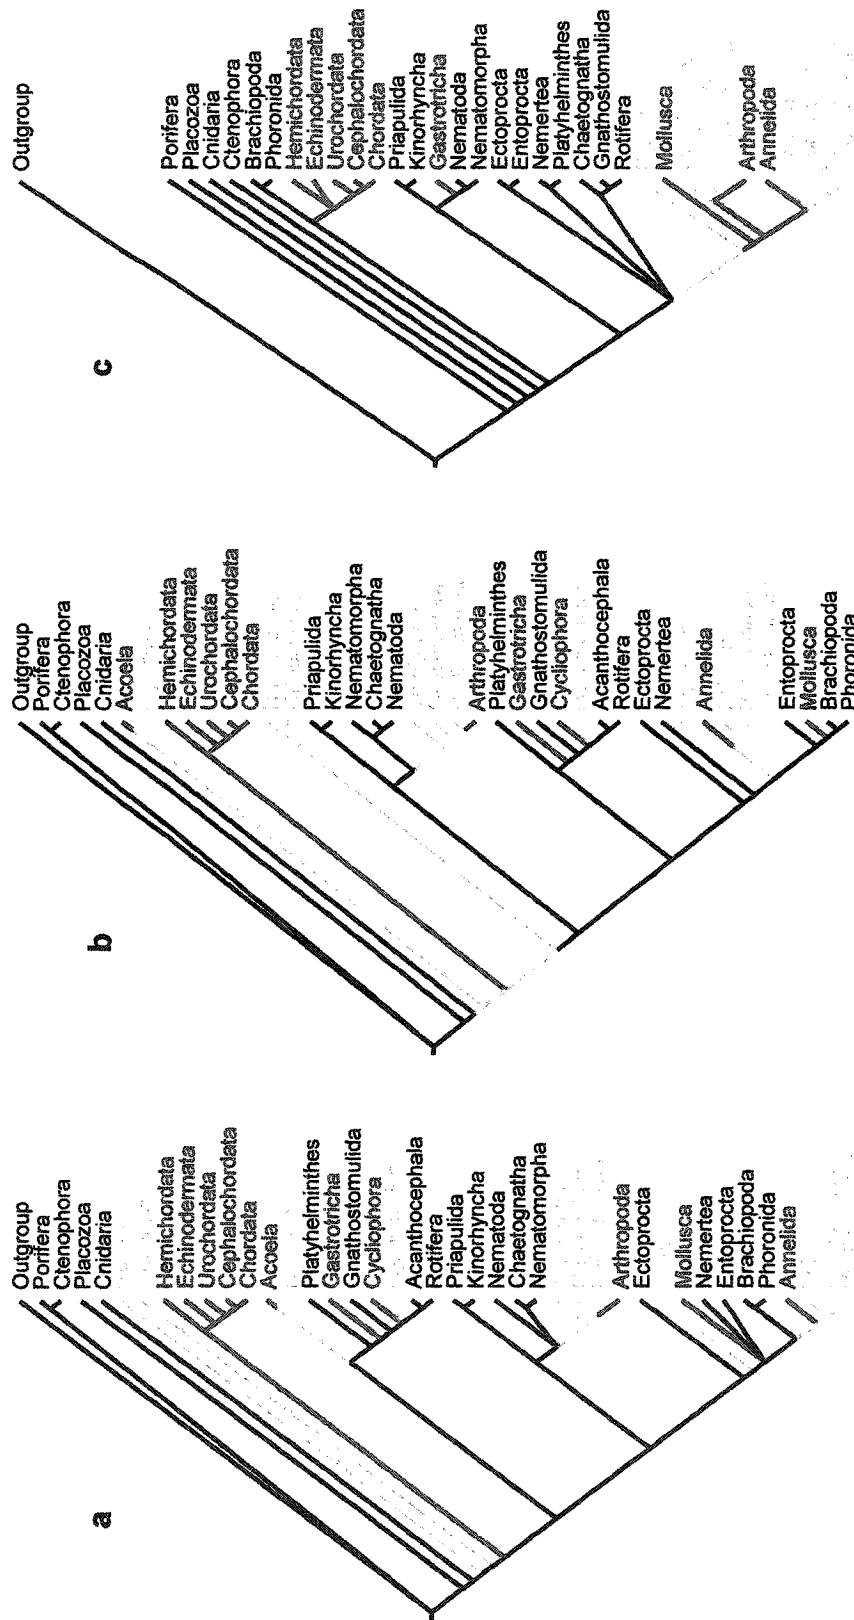 a
Outgroup
Porifera
Ctenophora
Placozoa
Cnidaria
Hemichordata
Echinodermata
Urochordata
Cephalochordata
Chordata
Acoela
Platyhelminthes
Gastrotricha
Gnathostomulida
Cycliophora
Acanthocephala
Rotifera
Priapulida
Kinorhyncha
Nematoda
Chaetognatha
Nematomorpha
Arthropoda
Ectoprocta
Mollusca
Nemertea
Entoprocta
Brachiopoda
Phoronida
Annelida
b
Outgroup
Porifera
Ctenophora
Placozoa
Cnidaria
Acoela
Hemichordata
Echinodermata
Urochordata
Cephalochordata
Chordata
Priapulida
Kinorhyncha
Nematomorpha
Chaetognatha
Nematoda
Arthropoda
Platyhelminthes
Gastrotricha
Gnathostomulida
Cycliophora
Acanthocephala
Rotifera
Ectoprocta
Nemertea
Annelida
Entoprocta
Mollusca
Brachiopoda
Phoronida
c
Outgroup
Porifera
Placozoa
Cnidaria
Ctenophora
Brachiopoda
Phoronida
Hemichordata
Echinodermata
Urochordata
Cephalochordata
Chordata
Priapulida
Kinorhyncha
Gastrotricha
Nematoda
Nematomorpha
Ectoprocta
Entoprocta
Nemertea
Platyhelminthes
Chaetognatha
Gnathostomulida
Rotifera
Mollusca
Arthropoda
Annelida